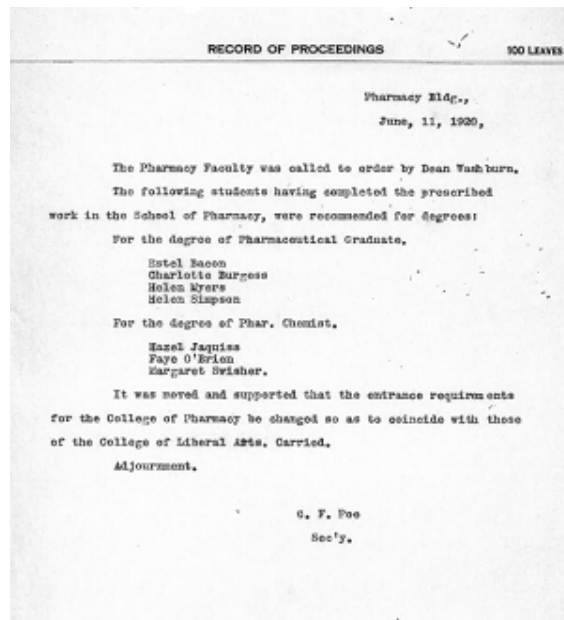 RECORD OF PROCEEDINGS 100 LEAVES
Pharmacy Bldg.,
June, 11, 1920,
The Pharmacy Faculty was called to order by Dean Washburn.
The following students having completed the prescribed
work in the School of Pharmacy, were recommended for degrees:
For the degree of Pharmaceutical Graduate.
Estel Bacon
Charlotte Burgess
Helen Myers
Helen Simpson
For the degree of Phar. Chemist.
Hazel Jaquiss
Faye O'Brien
Margaret Swisher.
It was moved and supported that the entrance requirements
for the College of Pharmacy be changed so as to coincide with those
of the College of Liberal Arts. Carried.
Adjournment.
C. F. Poe
Sec'y.